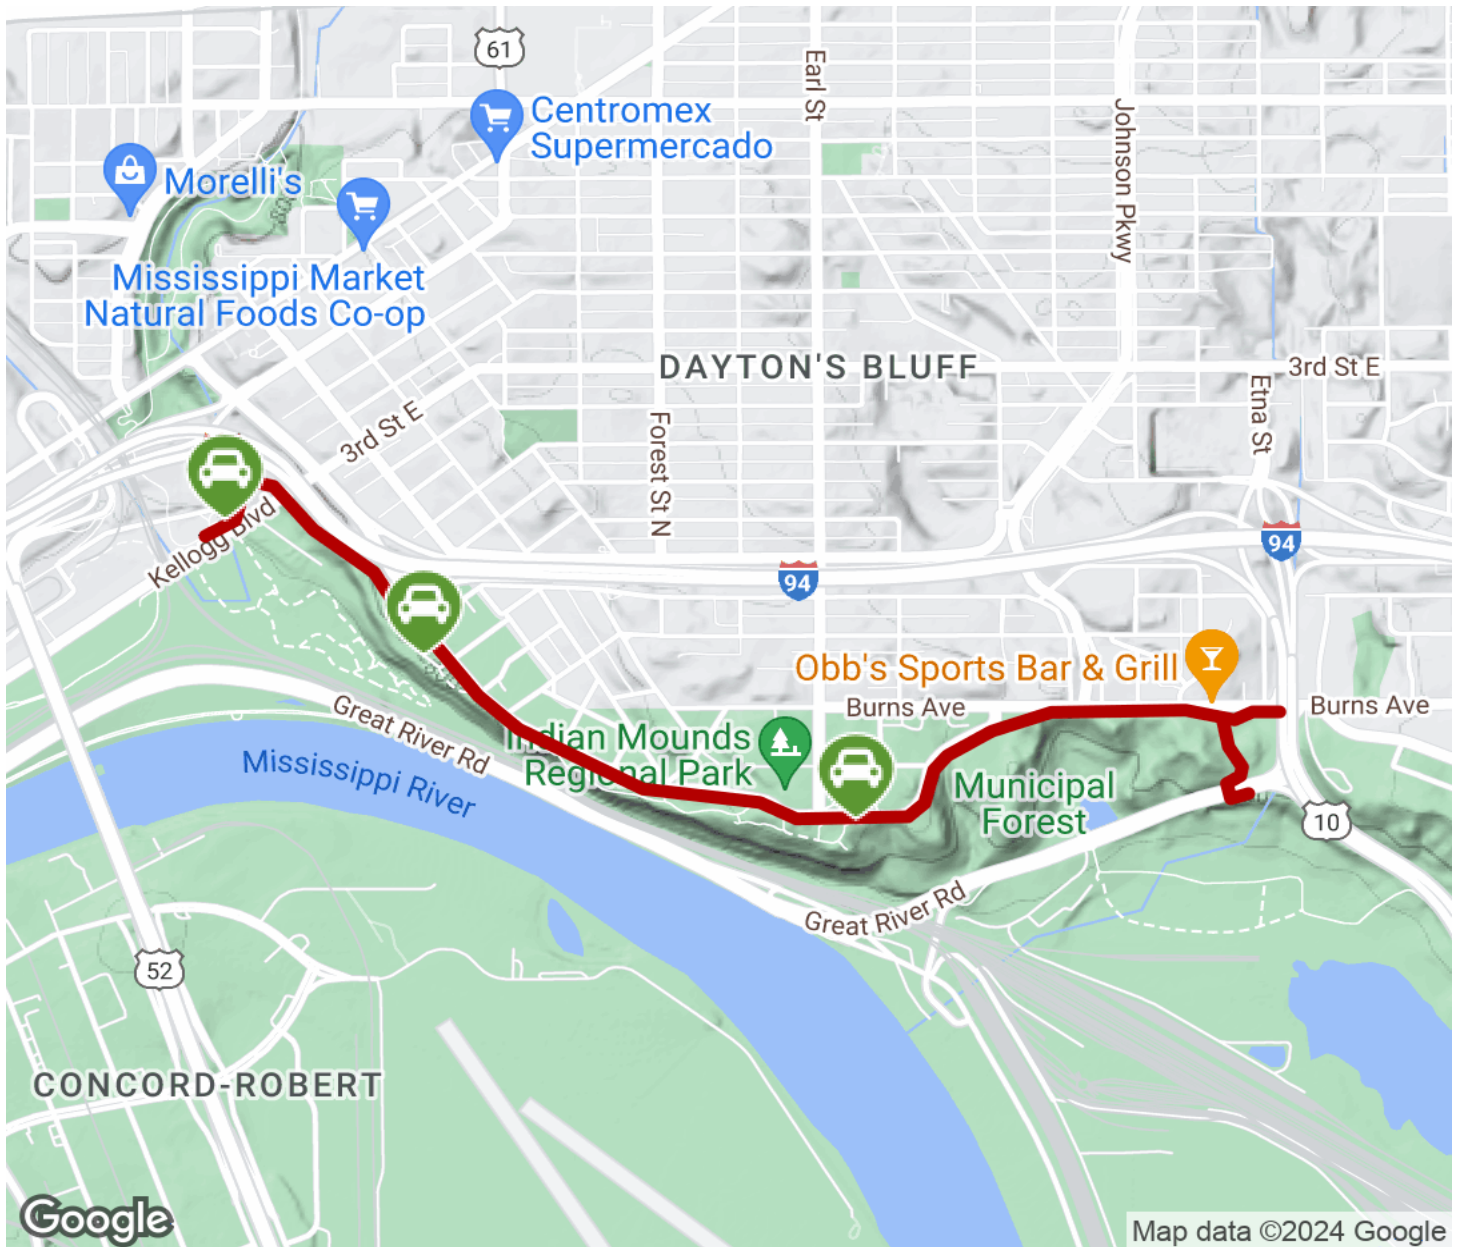 61
Earl St
Johnson Pkwy
Centromex
Supermercado
Morelli's
Mississippi Market
Natural Foods Co-op
DAYTON'S BLUFF
3rd St E
Etna St
3rd St E
Forest St N
Kellogg Blvd
94
94
Obb's Sports Bar & Grill
Burns Ave
Burns Ave
Great River Rd
Indian Mounds
Regional Park
Mississippi River
Municipal
Forest
10
Great River Rd
52
CONCORD-ROBERT
Google
Map data ©2024 Google